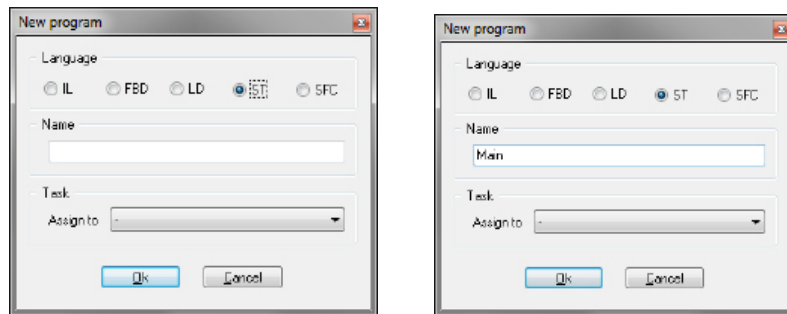 New program
Language
IL FBD LD ST SFC
Name
Task
Assign to -
Ok Cancel
New program
Language
IL FBD LD ST SFC
Name
Main
Task
Assign to -
Ok Cancel